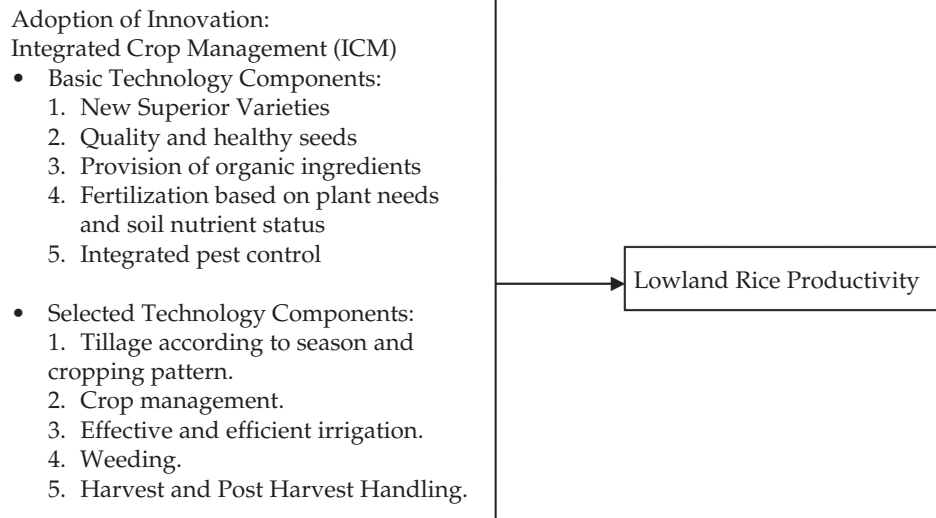 Adoption of Innovation:
Integrated Crop Management (ICM)
• Basic Technology Components:
1. New Superior Varieties
2. Quality and healthy seeds
3. Provision of organic ingredients
4. Fertilization based on plant needs
and soil nutrient status
5. Integrated pest control
• Selected Technology Components:
1. Tillage according to season and
cropping pattern.
2. Crop management.
3. Effective and efficient irrigation.
4. Weeding.
5. Harvest and Post Harvest Handling.
Lowland Rice Productivity